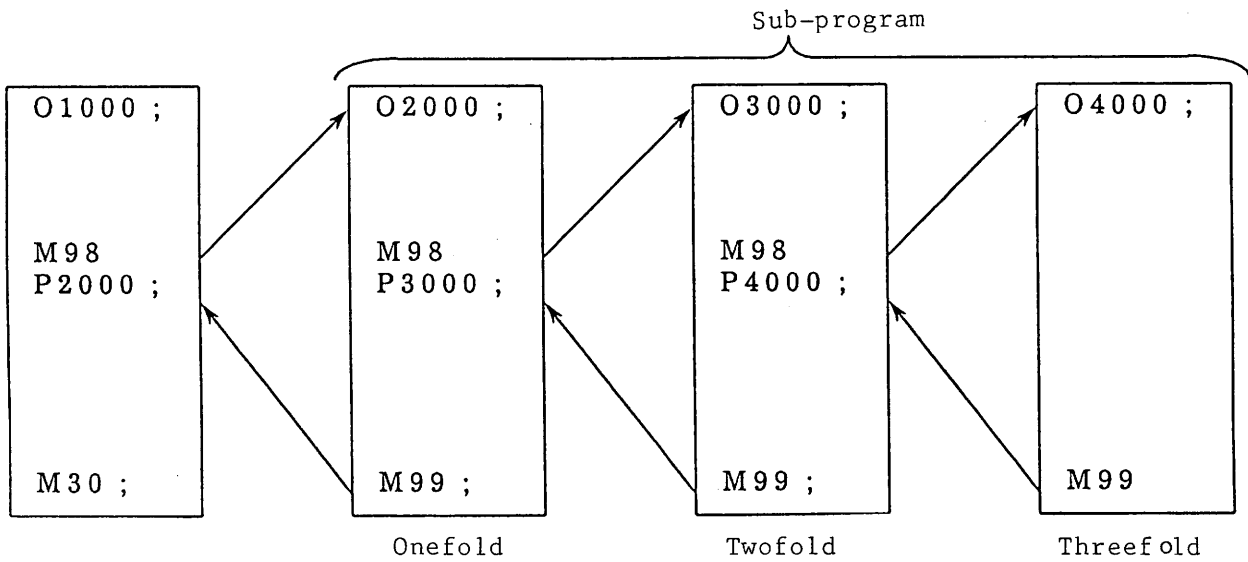 Sub-program
O1000 ;
M98
P2000 ;
M30 ;
O2000 ;
M98
P3000 ;
M99 ;
O3000 ;
M98
P4000 ;
M99 ;
O4000 ;
M99
Onefold
Twofold
Threefold